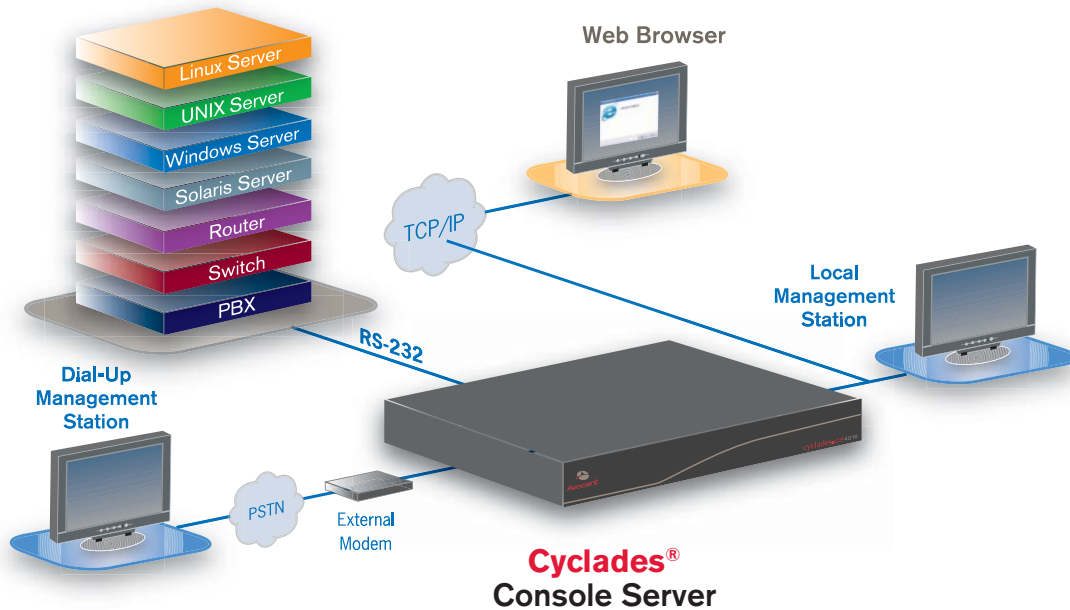 Linux Server
UNIX Server
Windows Server
Solaris Server
Router
Switch
PBX
Web Browser
TCP/IP
Local
Management
Station
RS-232
Dial-Up
Management
Station
PSTN
External
Modem
Avocent
Cyclades®
Console Server